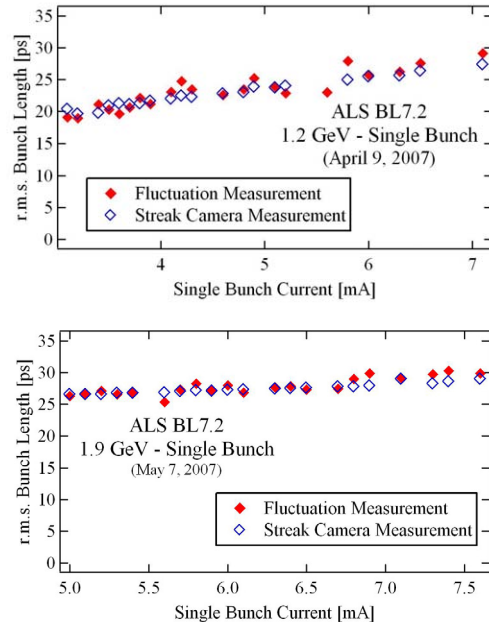 35
30
25
20
15
10
5
0
r.m.s. Bunch Length [ps]
ALS BL7.2
1.2 GeV - Single Bunch
(April 9, 2007)
Fluctuation Measurement
Streak Camera Measurement
4 5 6 7
Single Bunch Current [mA]
35
30
25
20
15
10
5
0
r.m.s. Bunch Length [ps]
ALS BL7.2
1.9 GeV - Single Bunch
(May 7, 2007)
Fluctuation Measurement
Streak Camera Measurement
5.0 5.5 6.0 6.5 7.0 7.5
Single Bunch Current [mA]